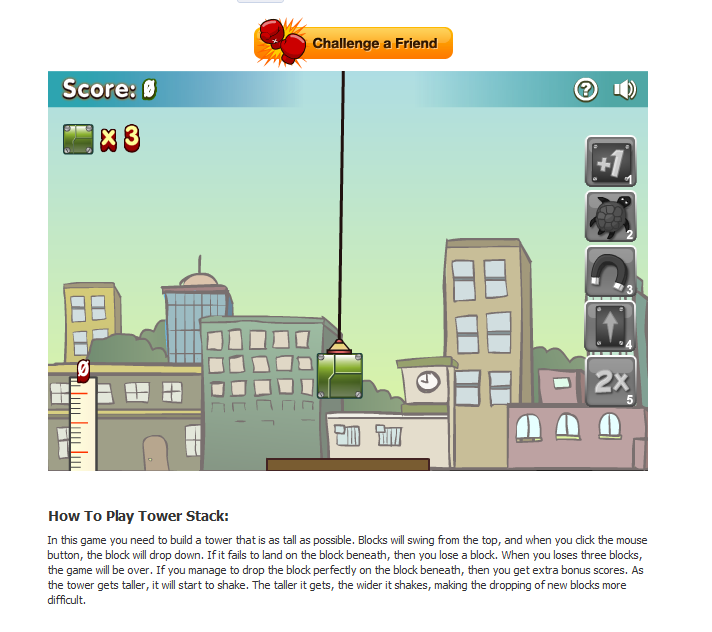 Challenge a Friend
Score: 0
?
x 3
+1
1
2
3
4
0
2x
5
How To Play Tower Stack:
In this game you need to build a tower that is as tall as possible. Blocks will swing from the top, and when you click the mouse
button, the block will drop down. If it fails to land on the block beneath, then you lose a block. When you loses three blocks,
the game will be over. If you manage to drop the block perfectly on the block beneath, then you get extra bonus scores. As
the tower gets taller, it will start to shake. The taller it gets, the wider it shakes, making the dropping of new blocks more
difficult.